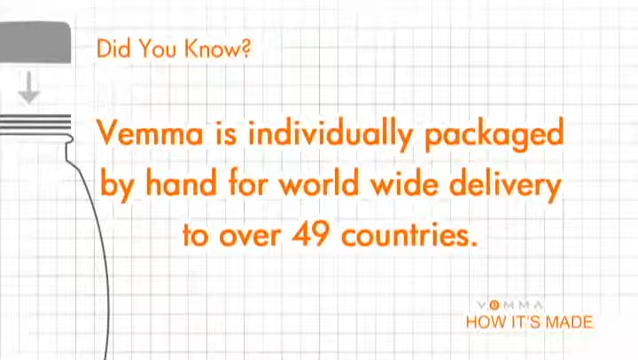 Did You Know?
Vemma is individually packaged
by hand for world wide delivery
to over 49 countries.
VEMMA
HOW IT'S MADE